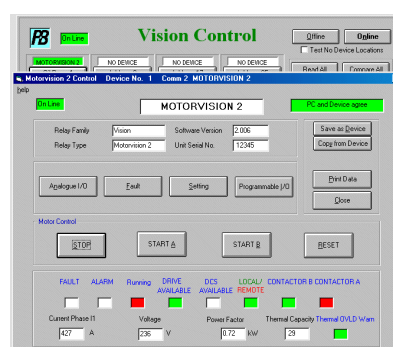 PB On Line Vision Control Offline Online
Test No Device Locations
MOTORVISION 2 NO DEVICE NO DEVICE NO DEVICE Read All Compare All
Motorvision 2 Control Device No. 1 Comm 2 MOTORVISION 2
help
On Line MOTORVISION 2 PC and Device agree
Relay Family Vision Software Version 2.006 Save as Device
Relay Type Motorvision 2 Unit Serial No. 12345 Copy from Device
Analogue I/O Fault Setting Programmable I/O Print Data
Close
Motor Control
STOP START A START B RESET
FAULT ALARM Running DRIVE AVAILABLE DCS AVAILABLE LOCAL/ REMOTE CONTACTOR B CONTACTOR A
Current Phase I1 Voltage Power Factor Thermal Capacity Thermal OVLD Warn
427 A 236 V 0.72 kW 29